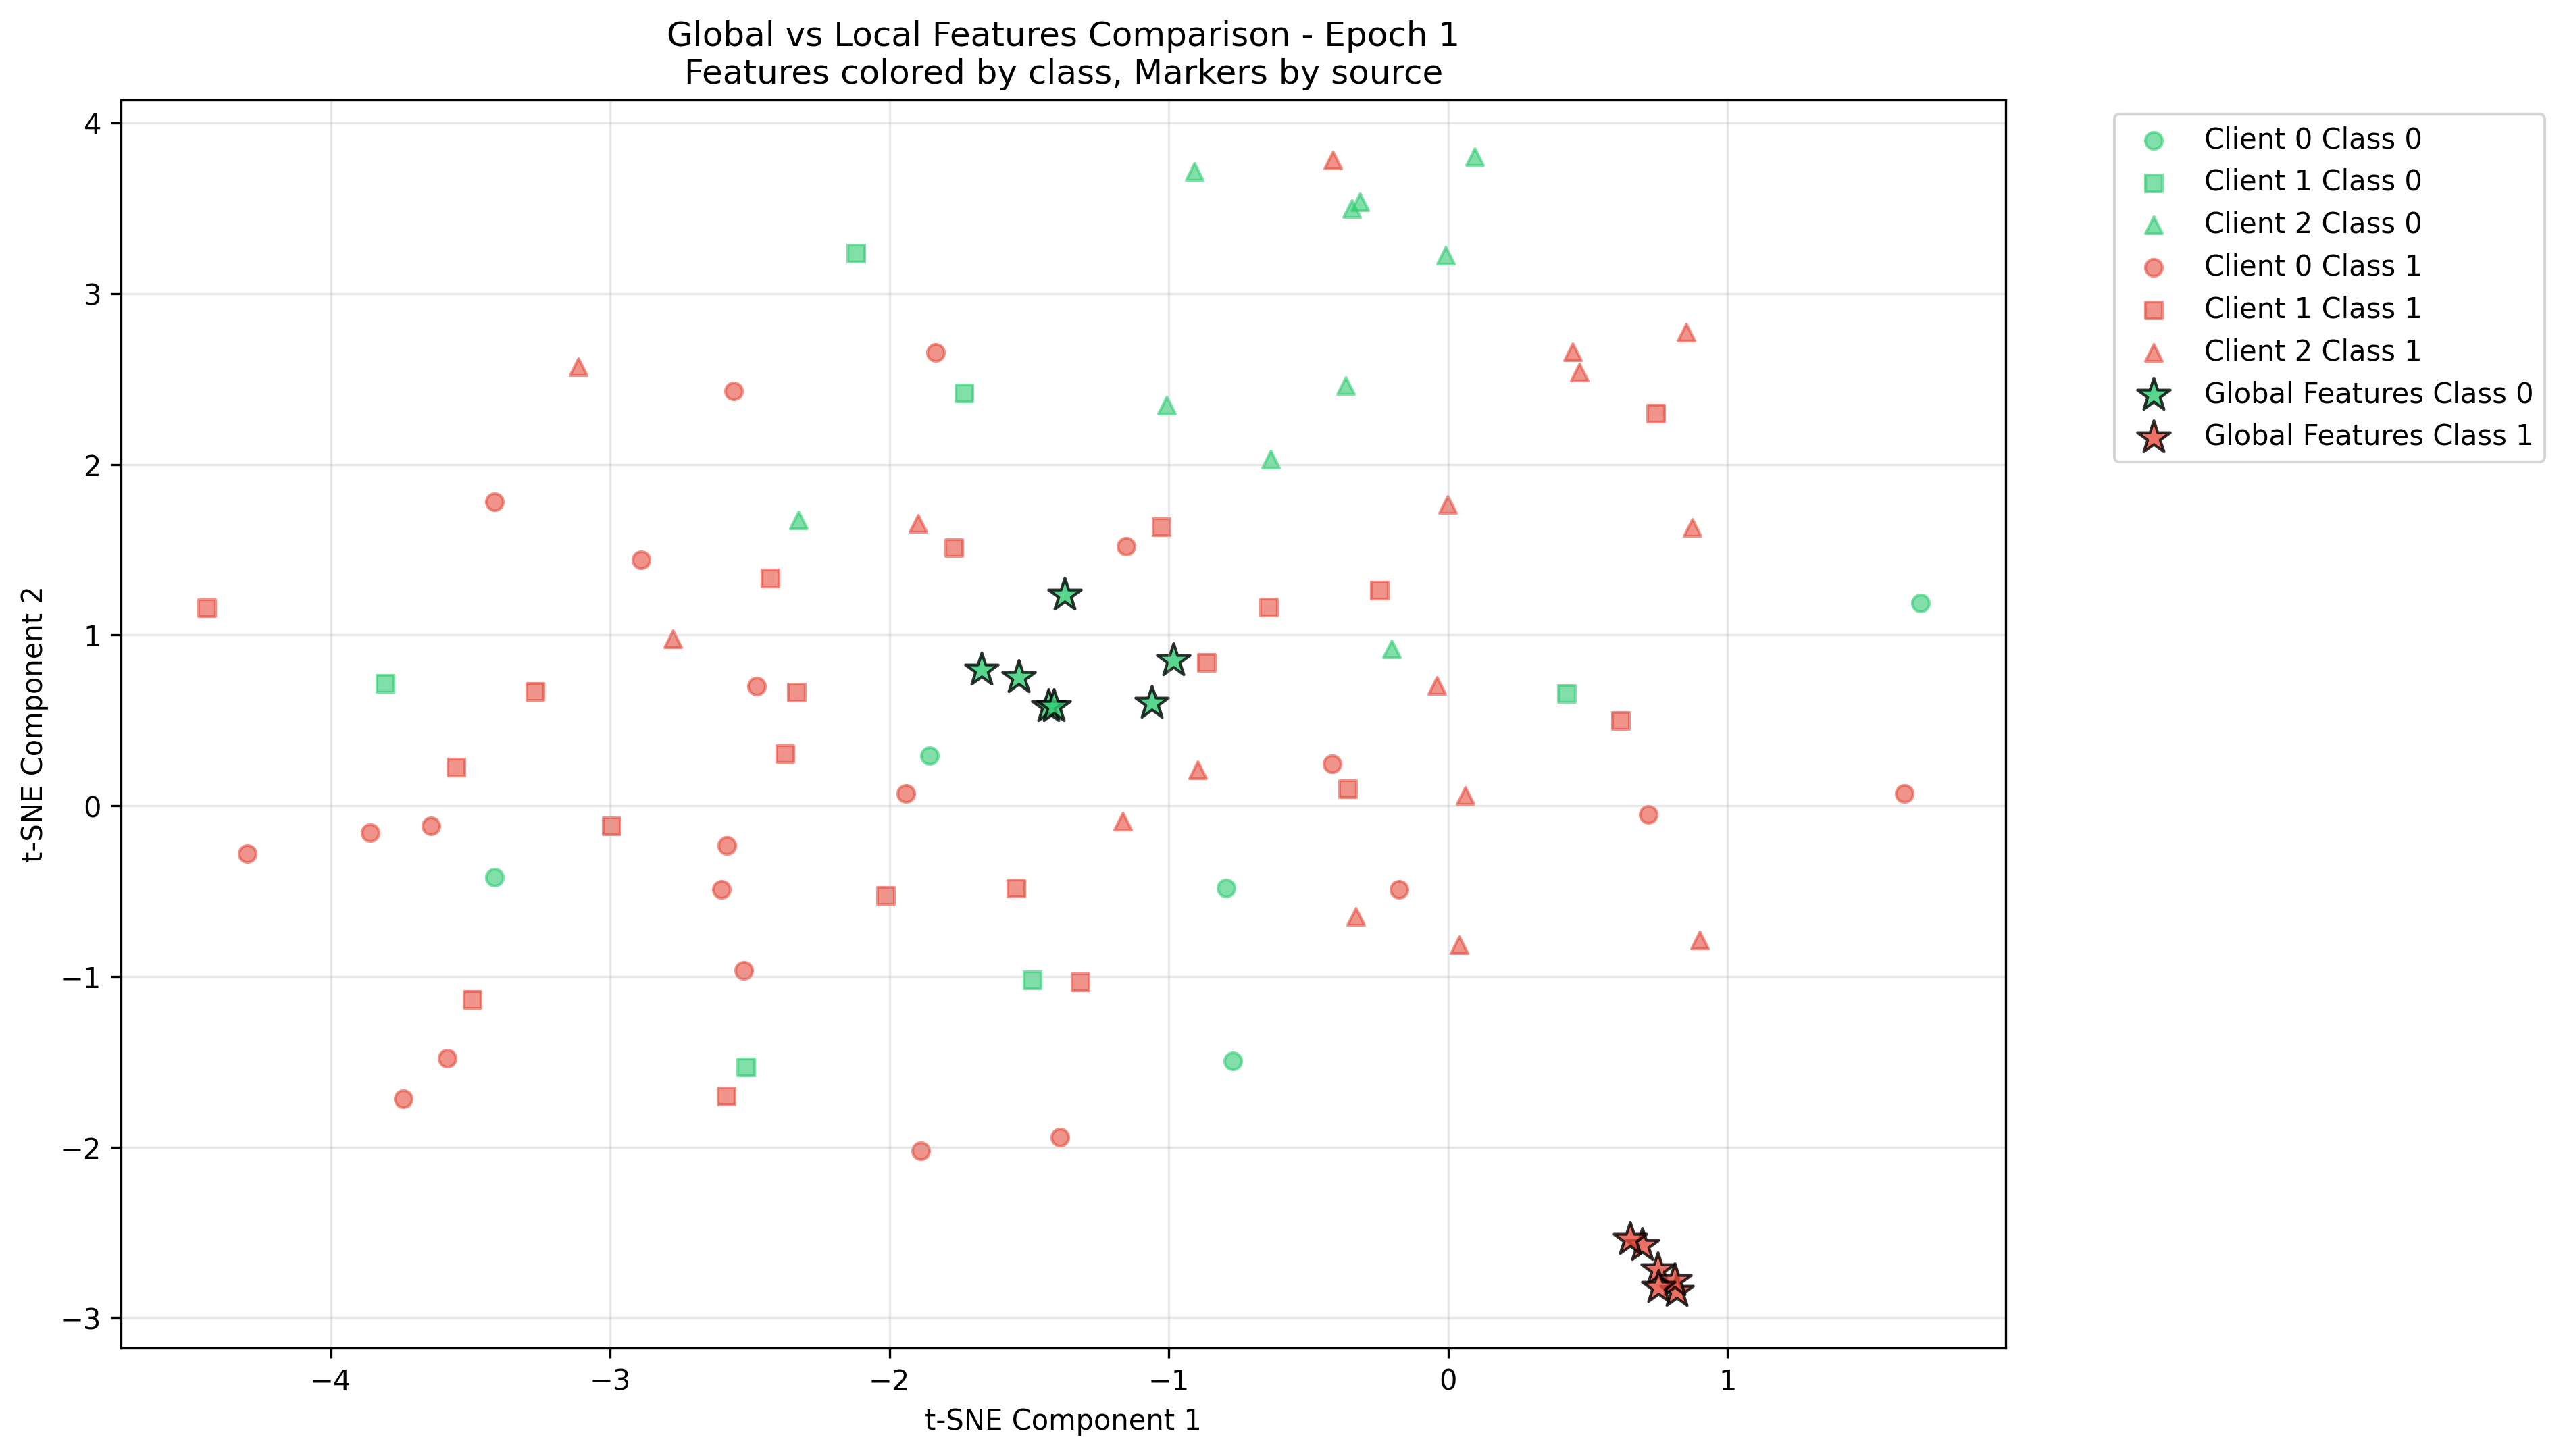 Global vs Local Features Comparison - Epoch 1
Features colored by class, Markers by source
4
3
2
1
0
−1
−2
−3
t-SNE Component 2
−4
−3
−2
−1
0
1
t-SNE Component 1
Client 0 Class 0
Client 1 Class 0
Client 2 Class 0
Client 0 Class 1
Client 1 Class 1
Client 2 Class 1
Global Features Class 0
Global Features Class 1